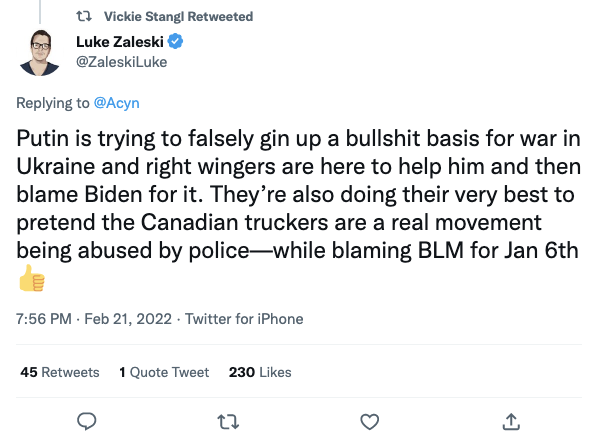 Vickie Stangl Retweeted
Luke Zaleski
@ZaleskiLuke
Replying to @Acyn
Putin is trying to falsely gin up a bullshit basis for war in
Ukraine and right wingers are here to help him and then
blame Biden for it. They’re also doing their very best to
pretend the Canadian truckers are a real movement
being abused by police—while blaming BLM for Jan 6th
👍
7:56 PM · Feb 21, 2022 · Twitter for iPhone
45 Retweets 1 Quote Tweet 230 Likes